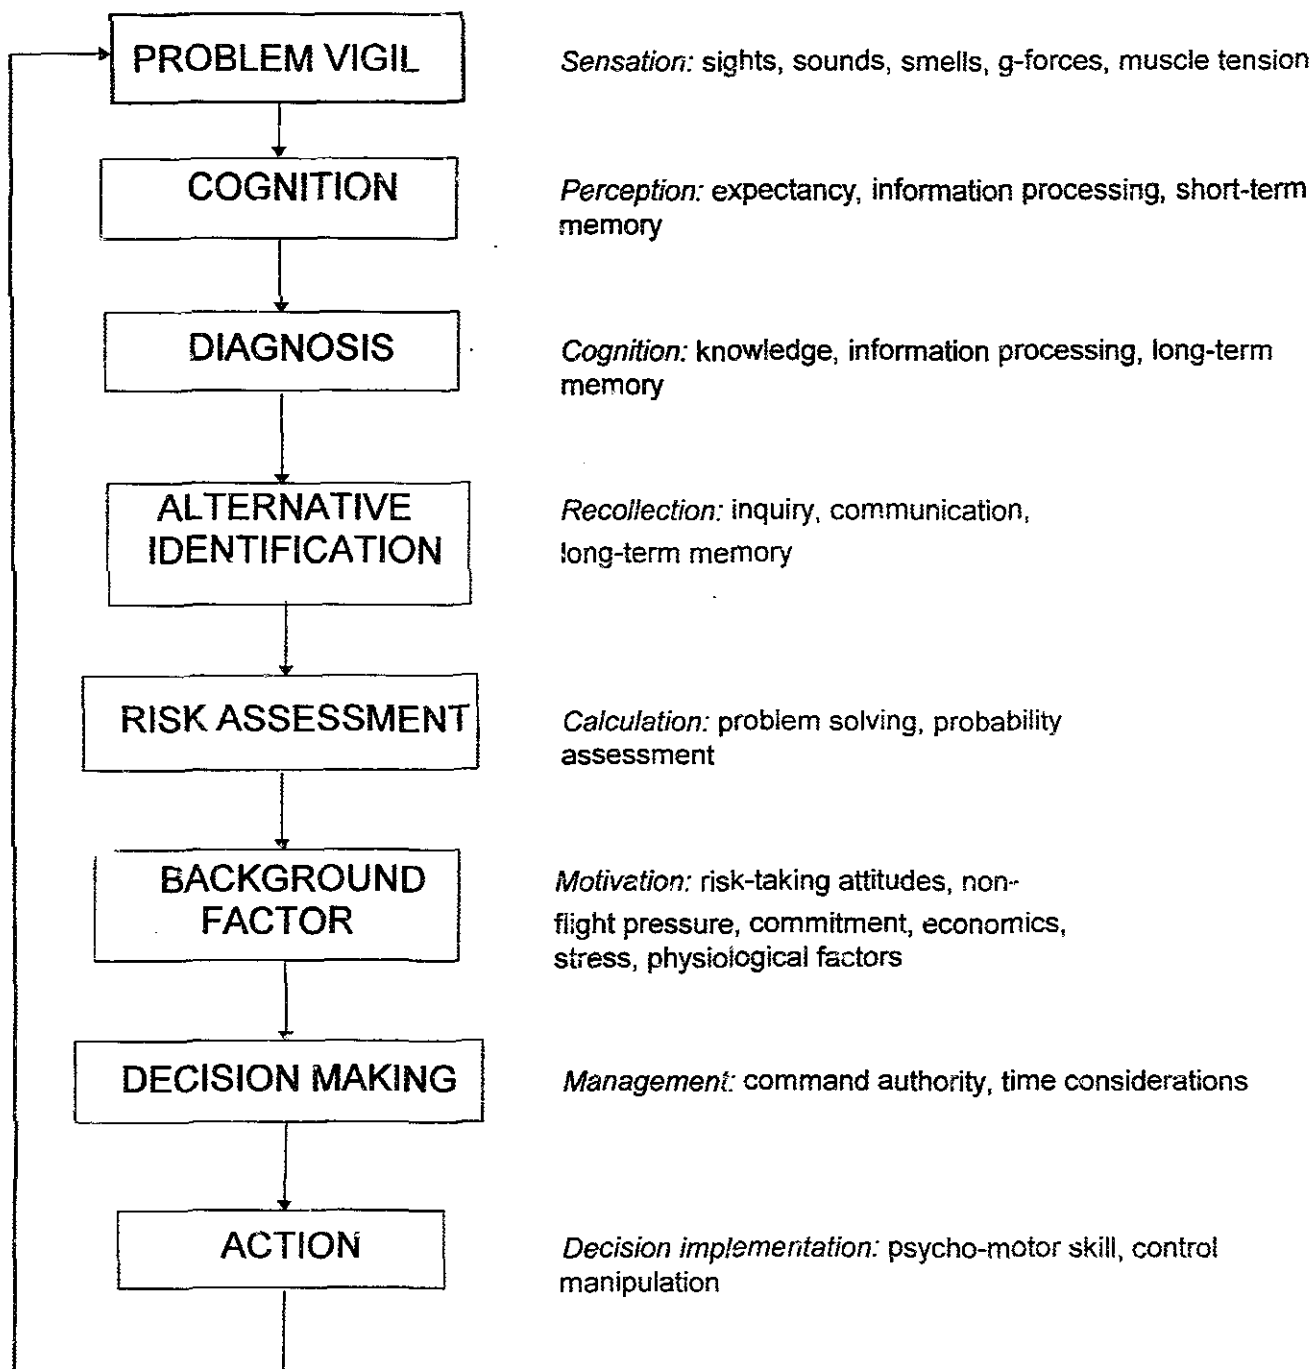 PROBLEM VIGIL
Sensation: sights, sounds, smells, g-forces, muscle tension
COGNITION
Perception: expectancy, information processing, short-term
memory
DIAGNOSIS
Cognition: knowledge, information processing, long-term
memory
ALTERNATIVE
IDENTIFICATION
Recollection: inquiry, communication,
long-term memory
RISK ASSESSMENT
Calculation: problem solving, probability
assessment
BACKGROUND
FACTOR
Motivation: risk-taking attitudes, non-
flight pressure, commitment, economics,
stress, physiological factors
DECISION MAKING
Management: command authority, time considerations
ACTION
Decision implementation: psycho-motor skill, control
manipulation